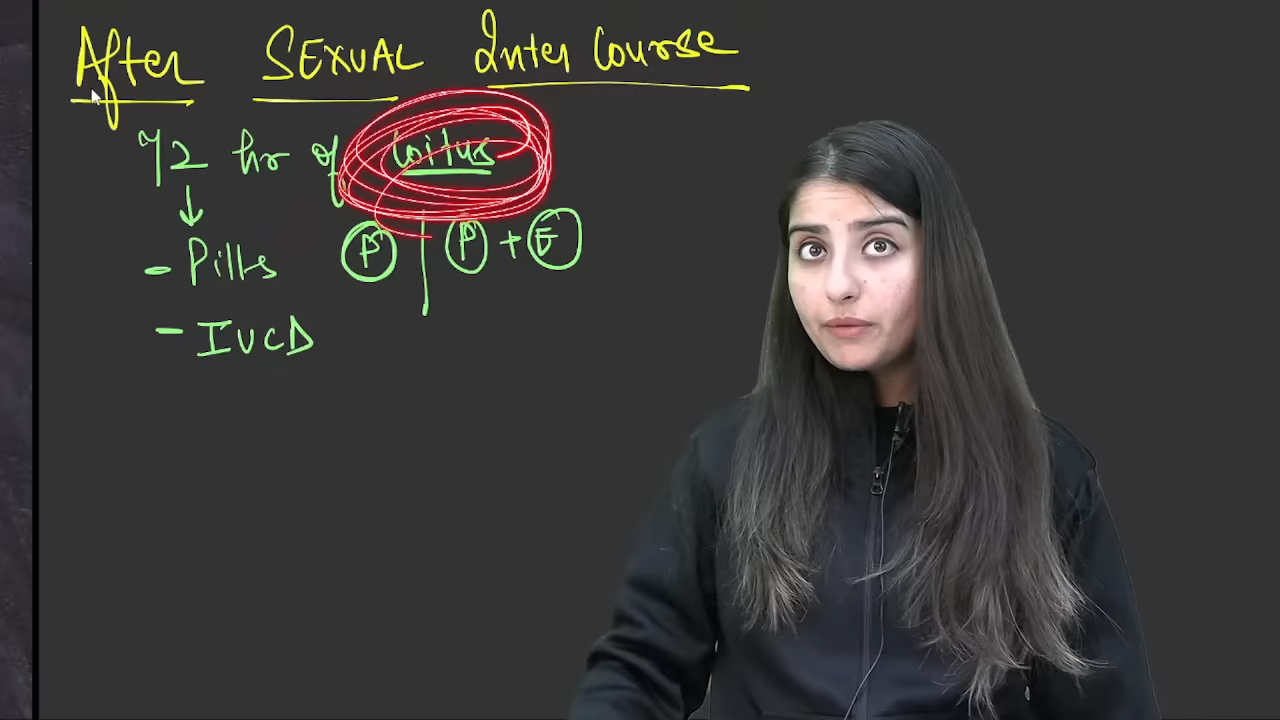 After SEXUAL Inter Course
72 hr of Coitus
- Pills P | P + E
- IUCD